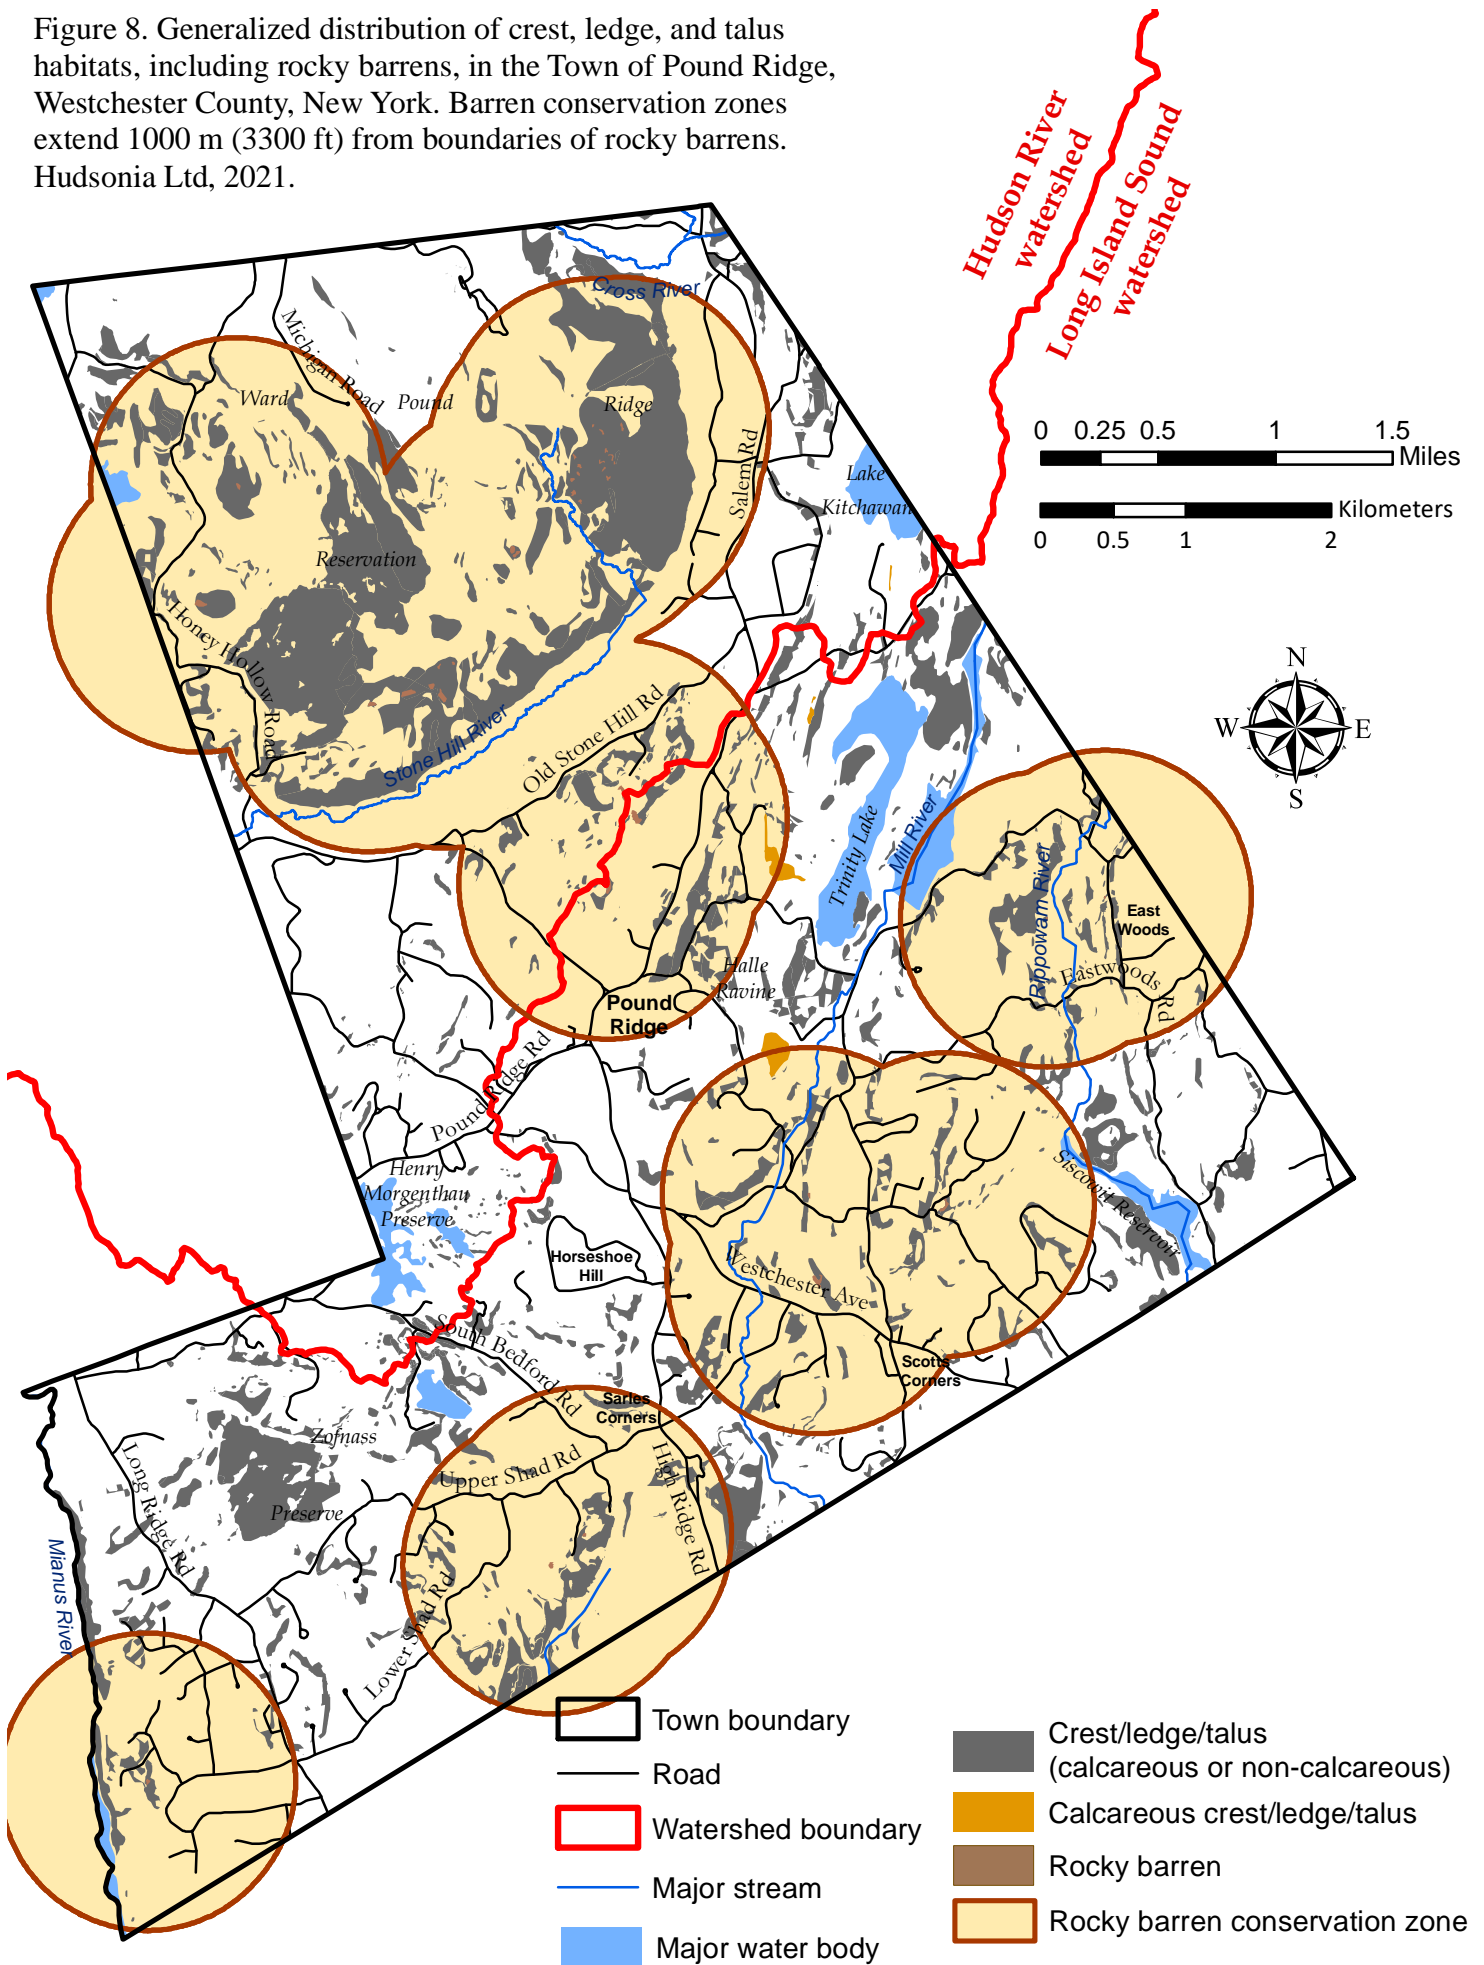 Figure 8. Generalized distribution of crest, ledge, and talus
habitats, including rocky barrens, in the Town of Pound Ridge,
Westchester County, New York. Barren conservation zones
extend 1000 m (3300 ft) from boundaries of rocky barrens.
Hudsonia Ltd, 2021.
Hudson River
watershed
Long Island Sound
watershed
Cross River
Michigan Road
Ward
Pound
Ridge
Reservation
Salem Rd
Lake
Kitchawan
0 0.25 0.5 1 1.5
Miles
Kilometers
0 0.5 1 2
Honey Hollow Road
Stone Hill River
Old Stone Hill Rd
N
W
E
S
Trinity Lake
Mill River
Rippowam River
East
Woods
Eastwoods Rd
Halle
Ravine
Pound
Ridge
Pound Ridge Rd
Henry
Morgenthau
Preserve
Siscowit Reservoir
Horseshoe
Hill
Westchester Ave
South Bedford Rd
Scotts
Corners
Sarles
Corners
Zofnass
Preserve
Long Ridge Rd
Upper Shad Rd
High Ridge Rd
Lower Shad Rd
Mianus River
Town boundary
Road
Watershed boundary
Major stream
Major water body
Crest/ledge/talus
(calcareous or non-calcareous)
Calcareous crest/ledge/talus
Rocky barren
Rocky barren conservation zone